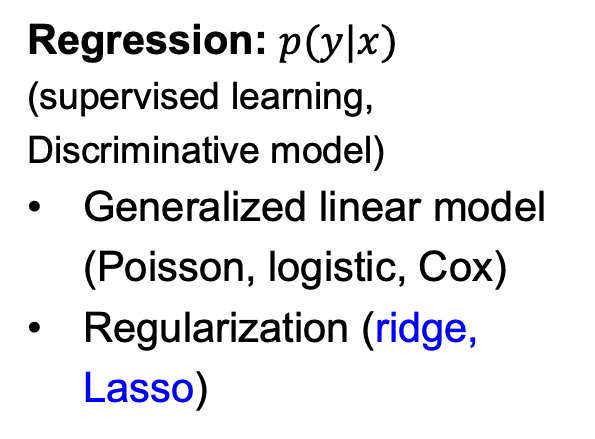 Regression: p(y|x)
(supervised learning,
Discriminative model)
• Generalized linear model
(Poisson, logistic, Cox)
• Regularization (ridge,
Lasso)